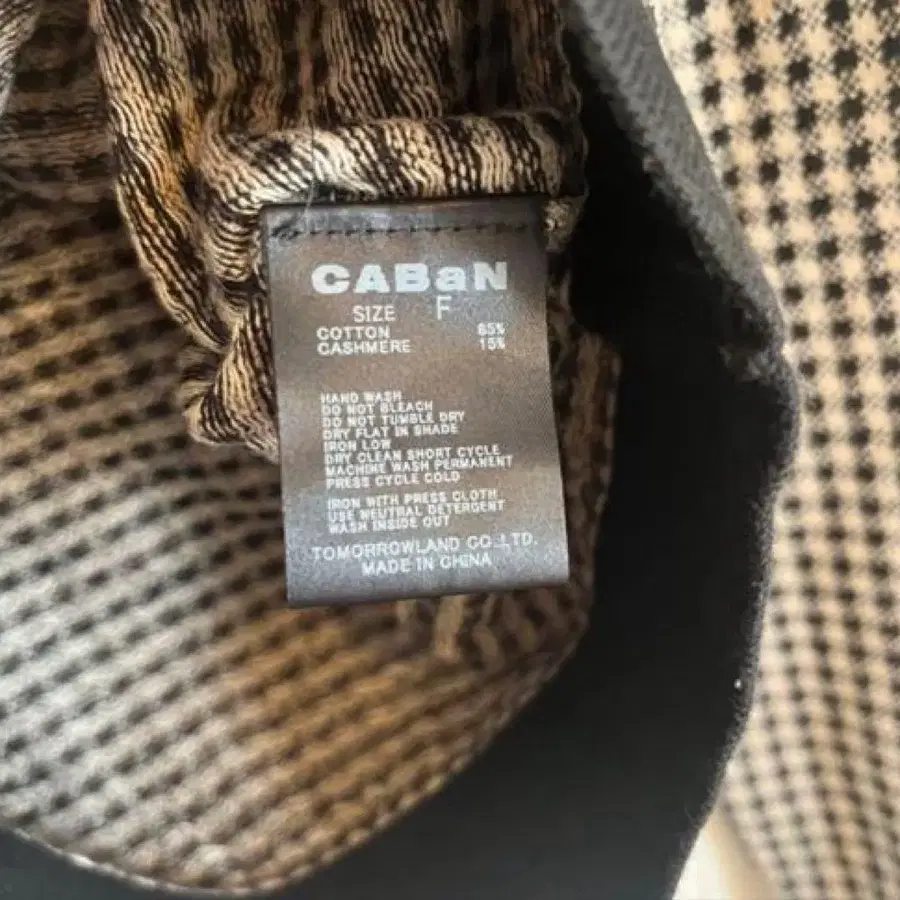 CABaN
SIZE F
COTTON 85%
CASHMERE 15%
HAND WASH
DO NOT BLEACH
DO NOT TUMBLE DRY
DRY FLAT IN SHADE
IRON LOW
DRY CLEAN SHORT CYCLE
MACHINE WASH PERMANENT
PRESS CYCLE COLD
IRON WITH PRESS CLOTH
USE NEUTRAL DETERGENT
WASH INSIDE OUT
TOMORROWLAND CO.,LTD.
MADE IN CHINA